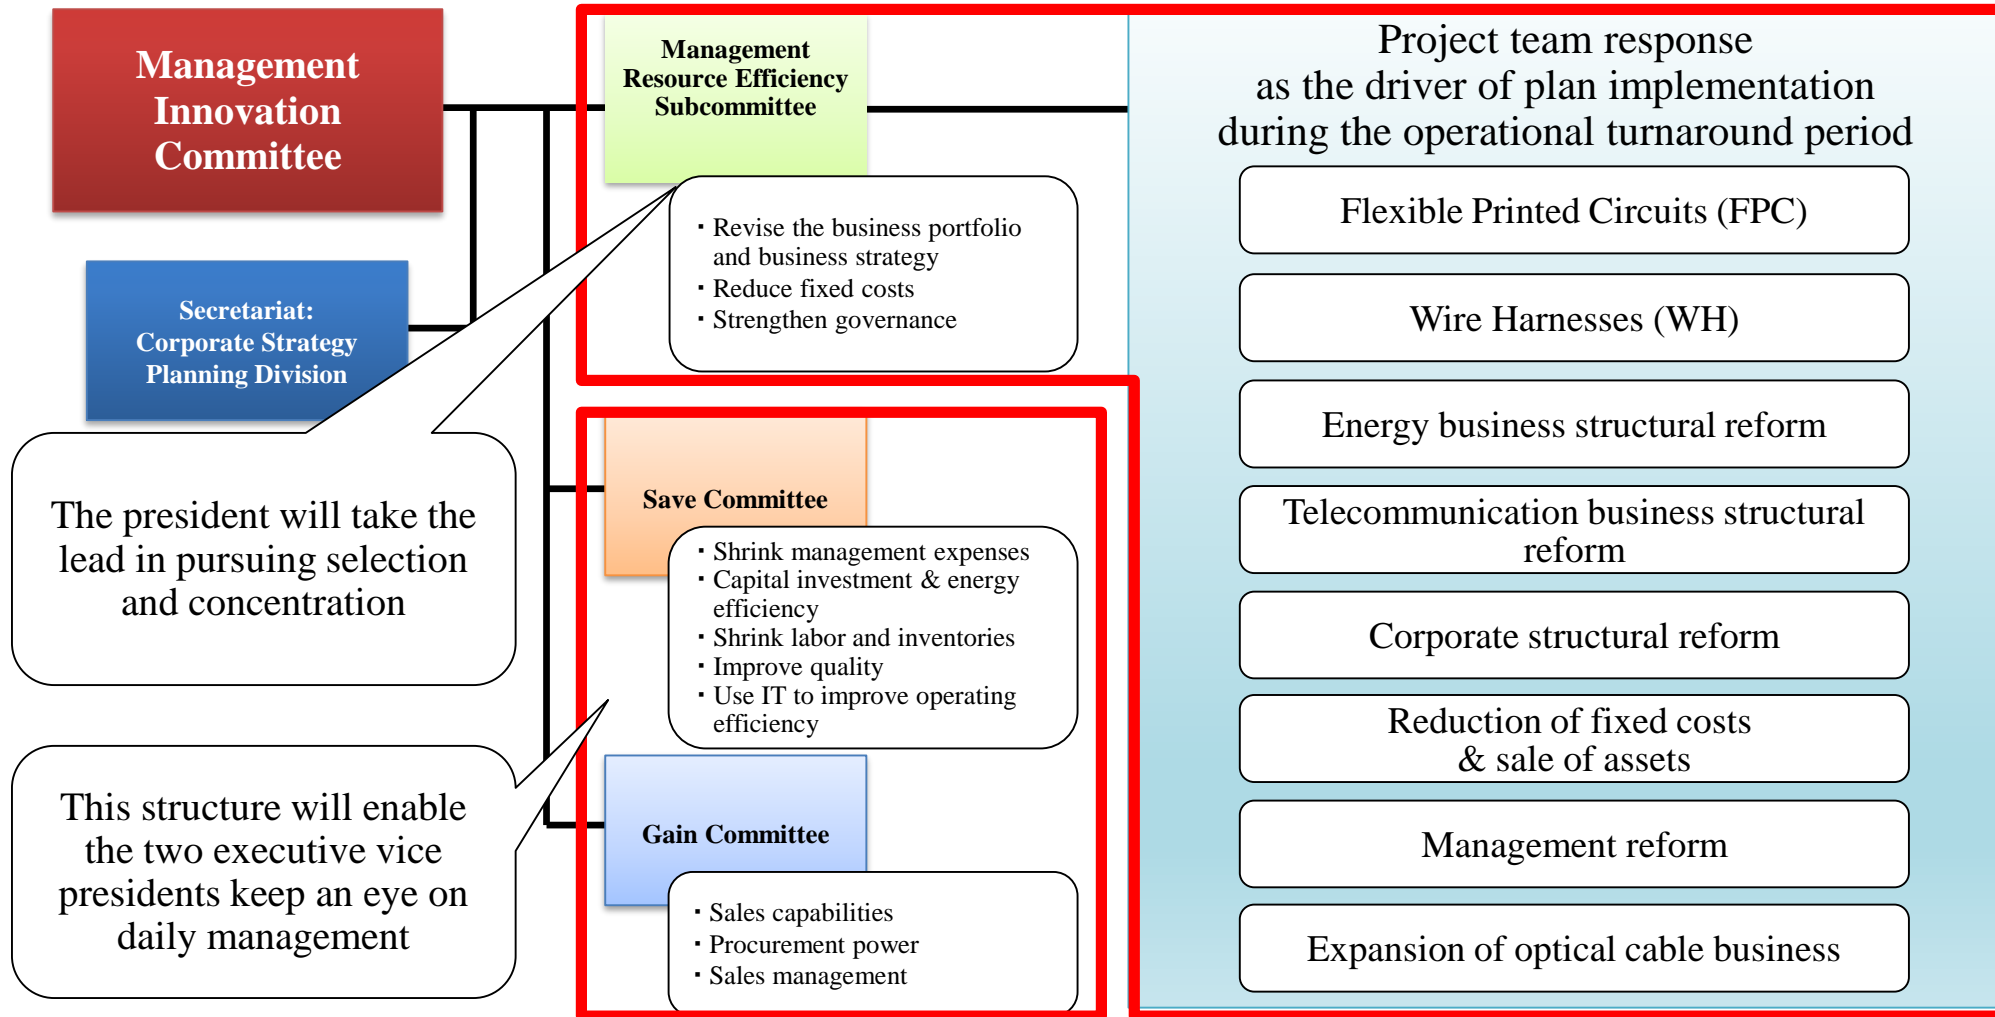 Management
Innovation
Committee
Secretariat:
Corporate Strategy
Planning Division
The president will take the
lead in pursuing selection
and concentration
This structure will enable
the two executive vice
presidents keep an eye on
daily management
Management
Resource Efficiency
Subcommittee
・Revise the business portfolio
and business strategy
・Reduce fixed costs
・Strengthen governance
Save Committee
・Shrink management expenses
・Capital investment & energy
efficiency
・Shrink labor and inventories
・Improve quality
・Use IT to improve operating
efficiency
Gain Committee
・Sales capabilities
・Procurement power
・Sales management
Project team response
as the driver of plan implementation
during the operational turnaround period
Flexible Printed Circuits (FPC)
Wire Harnesses (WH)
Energy business structural reform
Telecommunication business structural
reform
Corporate structural reform
Reduction of fixed costs
& sale of assets
Management reform
Expansion of optical cable business